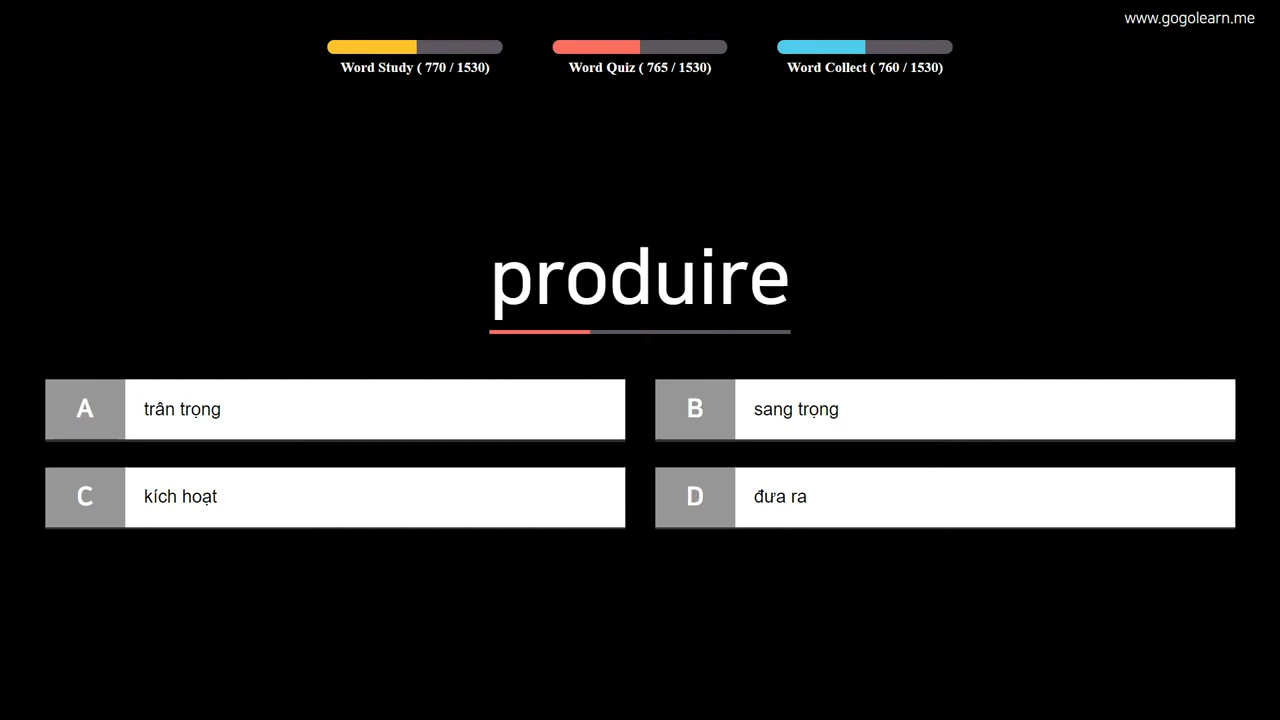 www.gogolearn.me
Word Study ( 770 / 1530)
Word Quiz ( 765 / 1530)
Word Collect ( 760 / 1530)
produire
A trân trọng
B sang trọng
C kích hoạt
D đưa ra